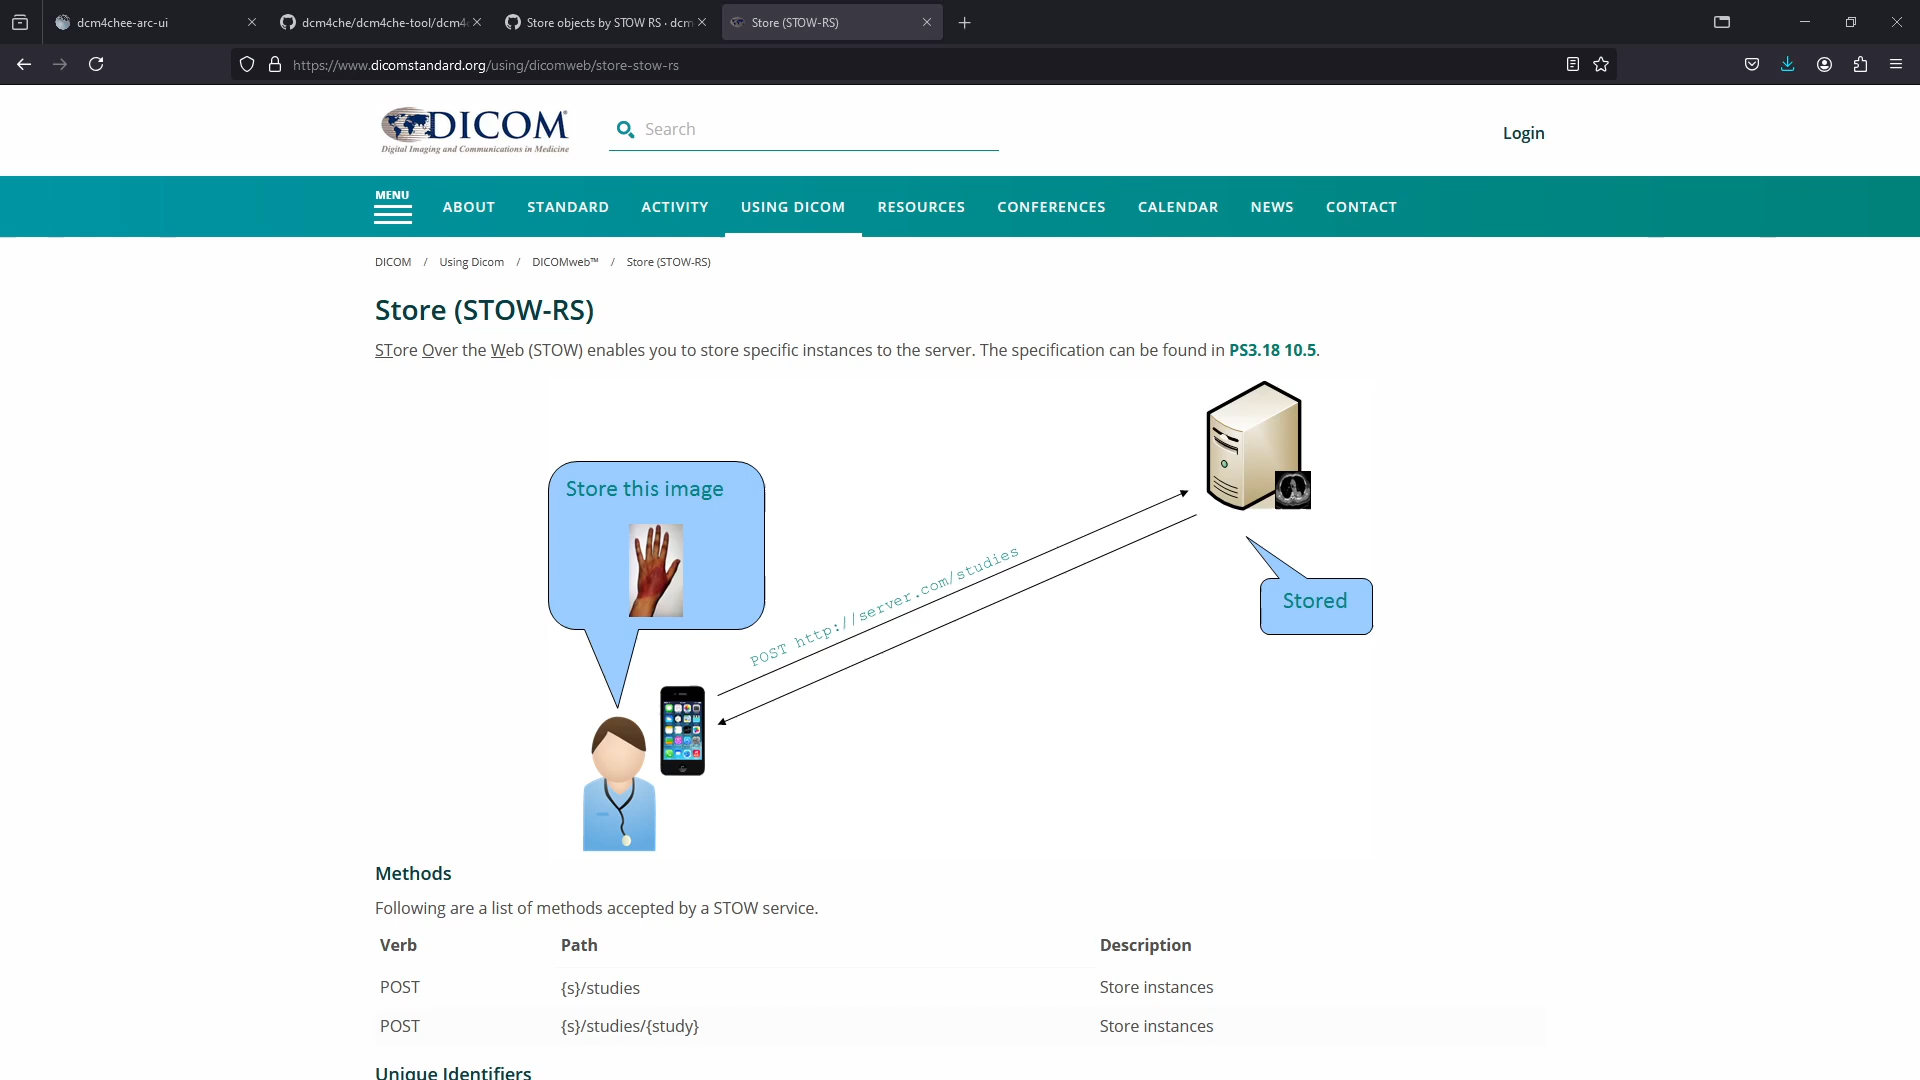 dcm4chee-arc-ui
dcm4che/dcm4che-tool/dcm4c
Store objects by STOW RS · dcm
Store (STOW-RS)
https://www.dicomstandard.org/using/dicomweb/store-stow-rs
DICOM
Digital Imaging and Communications in Medicine
Search
Login
MENU
ABOUT
STANDARD
ACTIVITY
USING DICOM
RESOURCES
CONFERENCES
CALENDAR
NEWS
CONTACT
DICOM / Using Dicom / DICOMweb™ / Store (STOW-RS)
Store (STOW-RS)
STore Over the Web (STOW) enables you to store specific instances to the server. The specification can be found in PS3.18 10.5.
Store this image
POST http://server.com/studies
Stored
Methods
Following are a list of methods accepted by a STOW service.
Verb Path Description
POST {s}/studies Store instances
POST {s}/studies/{study} Store instances
Unique Identifiers